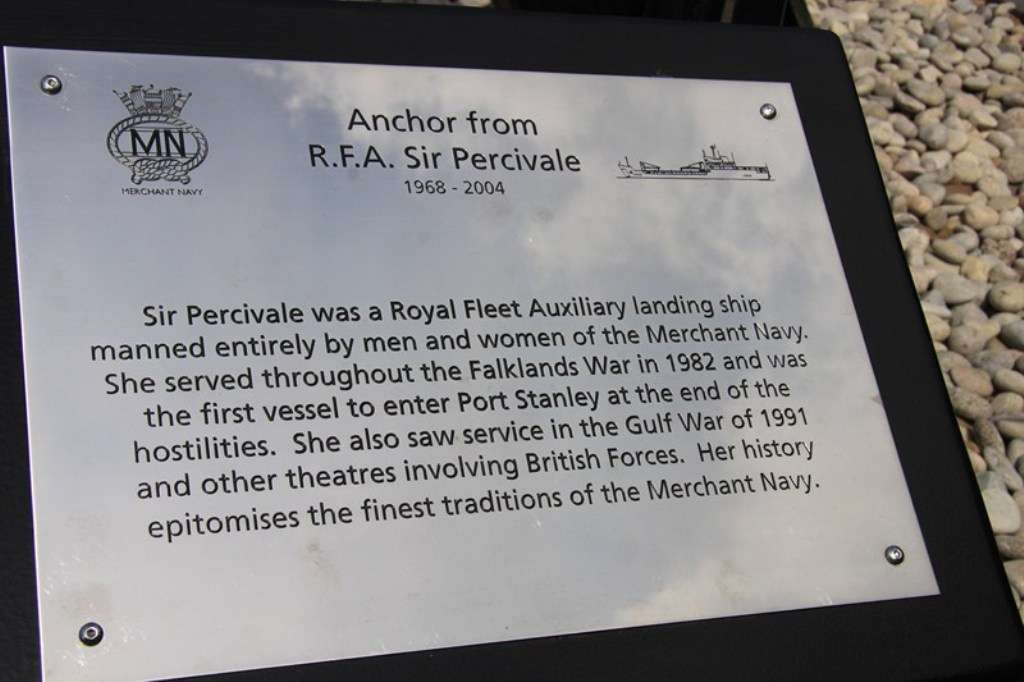 MN
MERCHANT NAVY
Anchor from
R.F.A. Sir Percivale
1968 - 2004
Sir Percivale was a Royal Fleet Auxiliary landing ship
manned entirely by men and women of the Merchant Navy.
She served throughout the Falklands War in 1982 and was
the first vessel to enter Port Stanley at the end of the
hostilities. She also saw service in the Gulf War of 1991
and other theatres involving British Forces. Her history
epitomises the finest traditions of the Merchant Navy.